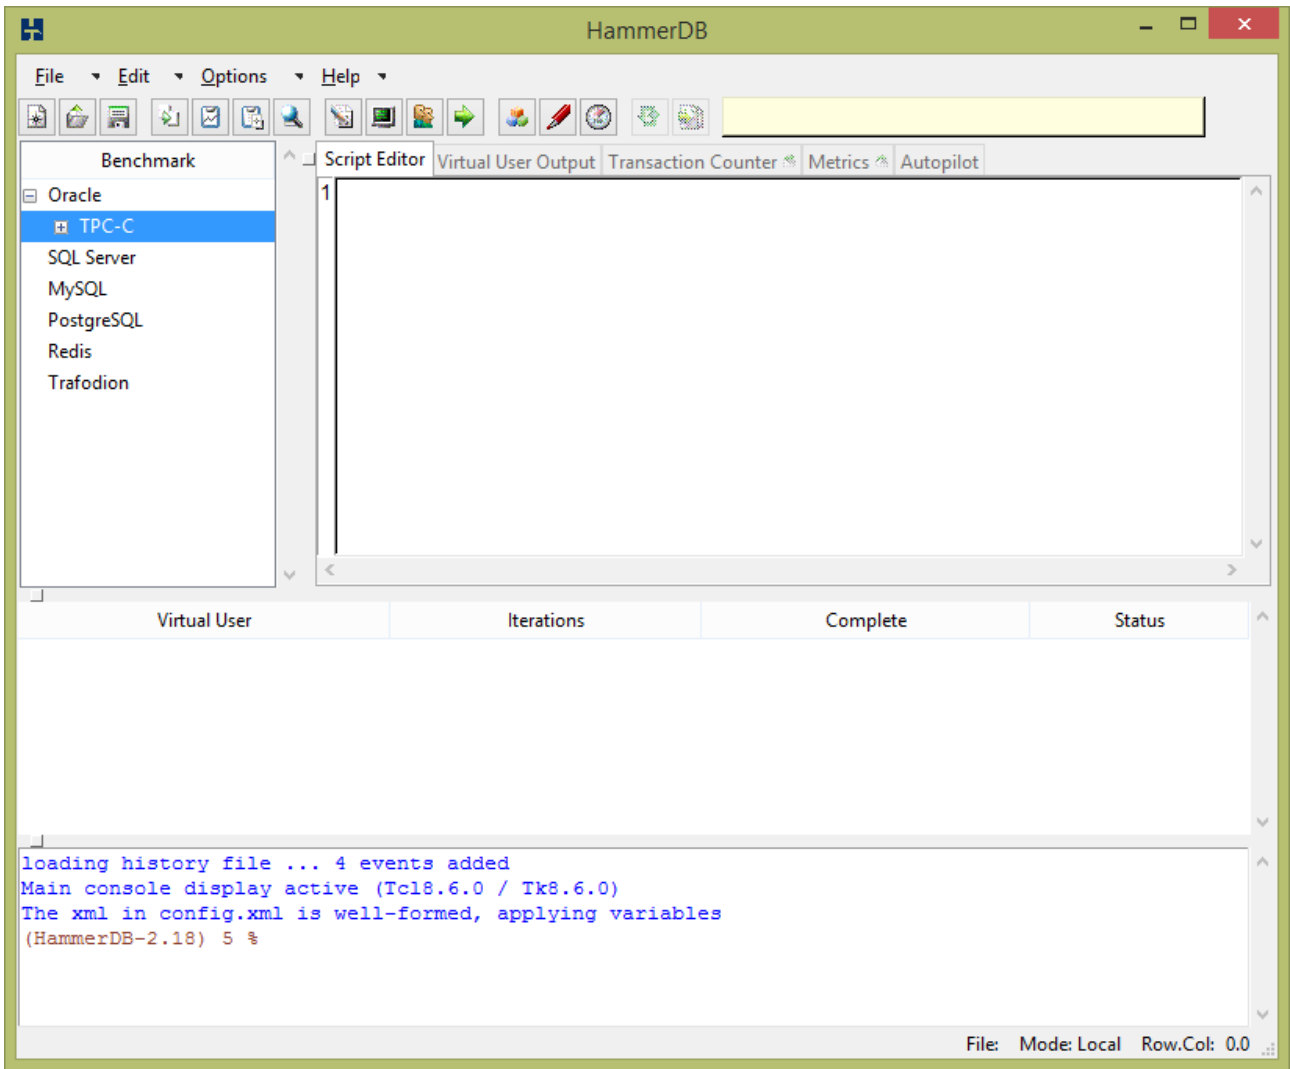 HammerDB
File Edit Options Help
Benchmark
Script Editor Virtual User Output Transaction Counter Metrics Autopilot
Oracle
1
TPC-C
SQL Server
MySQL
PostgreSQL
Redis
Trafodion
Virtual User Iterations Complete Status
loading history file ... 4 events added
Main console display active (Tcl8.6.0 / Tk8.6.0)
The xml in config.xml is well-formed, applying variables
(HammerDB-2.18) 5 %
File: Mode: Local Row.Col: 0.0